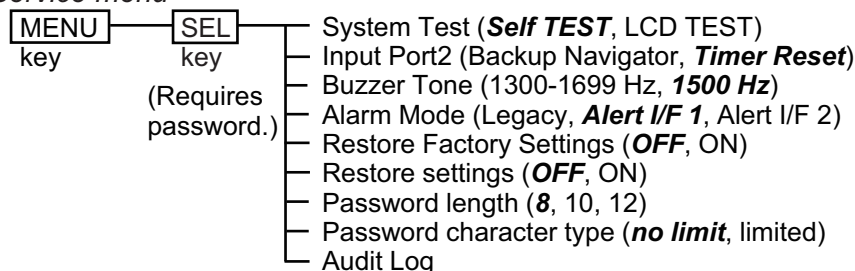 Service menu
MENU SEL System Test (Self TEST, LCD TEST)
key key Input Port2 (Backup Navigator, Timer Reset)
Buzzer Tone (1300-1699 Hz, 1500 Hz)
(Requires password.) Alarm Mode (Legacy, Alert I/F 1, Alert I/F 2)
Restore Factory Settings (OFF, ON)
Restore settings (OFF, ON)
Password length (8, 10, 12)
Password character type (no limit, limited)
Audit Log